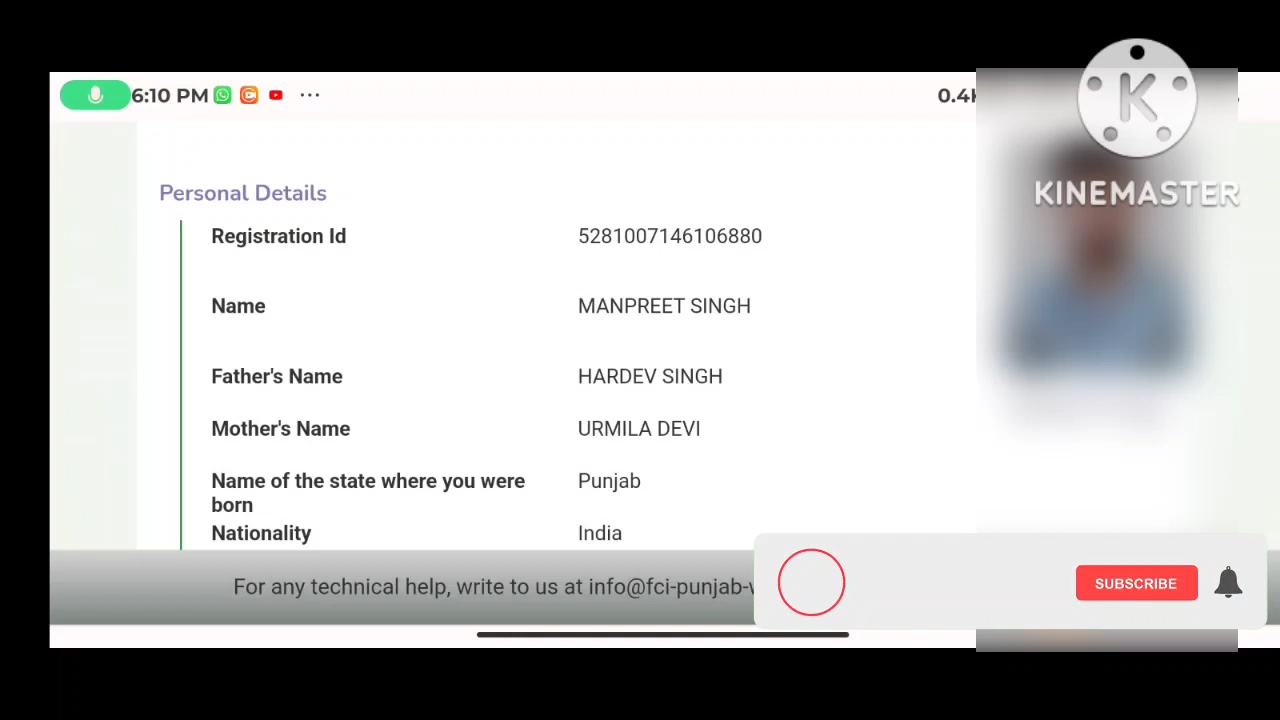 6:10 PM ...
0.4K
KINEMASTER
Personal Details
Registration Id 5281007146106880
Name MANPREET SINGH
Father's Name HARDEV SINGH
Mother's Name URMILA DEVI
Name of the state where you were Punjab
born
Nationality India
For any technical help, write to us at info@fci-punjab-
SUBSCRIBE